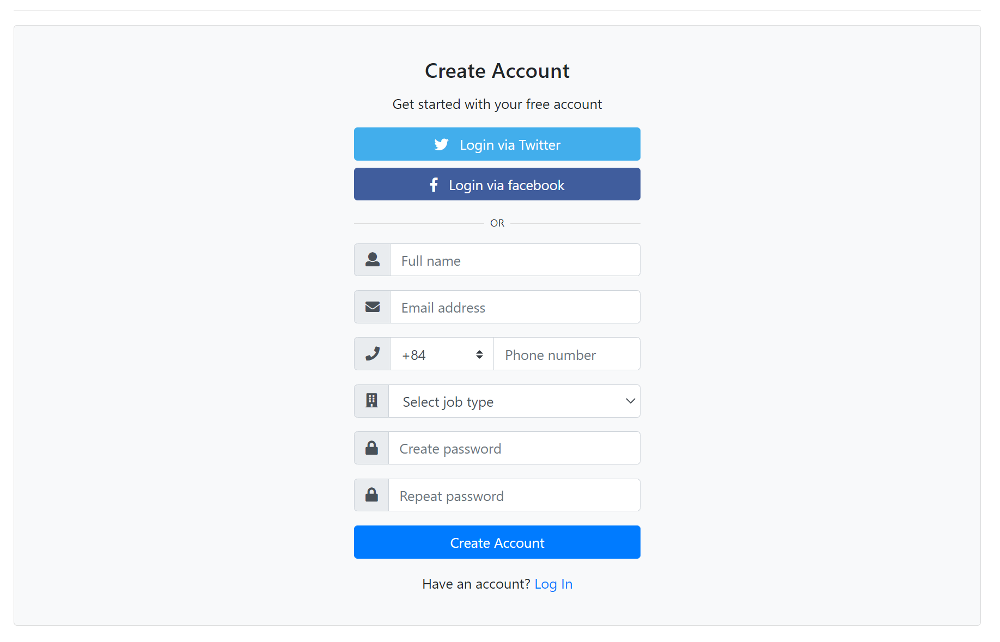 Create Account
Get started with your free account
Login via Twitter
Login via facebook
OR
Full name
Email address
+84 Phone number
Select job type
Create password
Repeat password
Create Account
Have an account? Log In